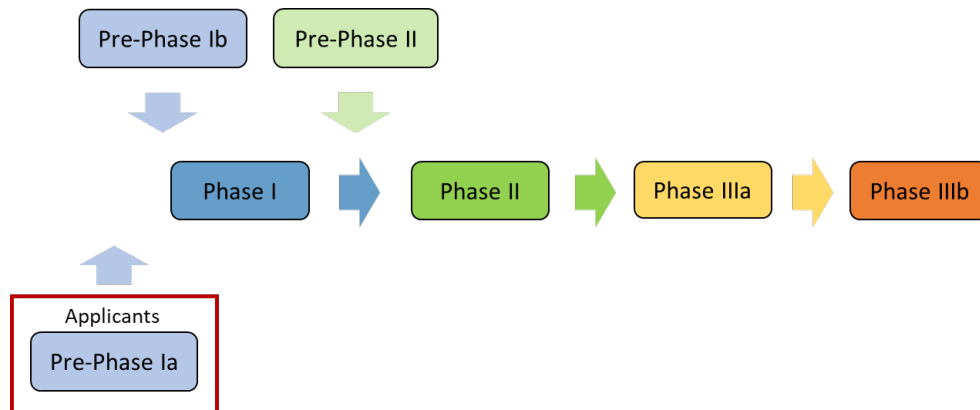 Pre-Phase Ib
Pre-Phase II
Phase I
Phase II
Phase IIIa
Phase IIIb
Applicants
Pre-Phase Ia